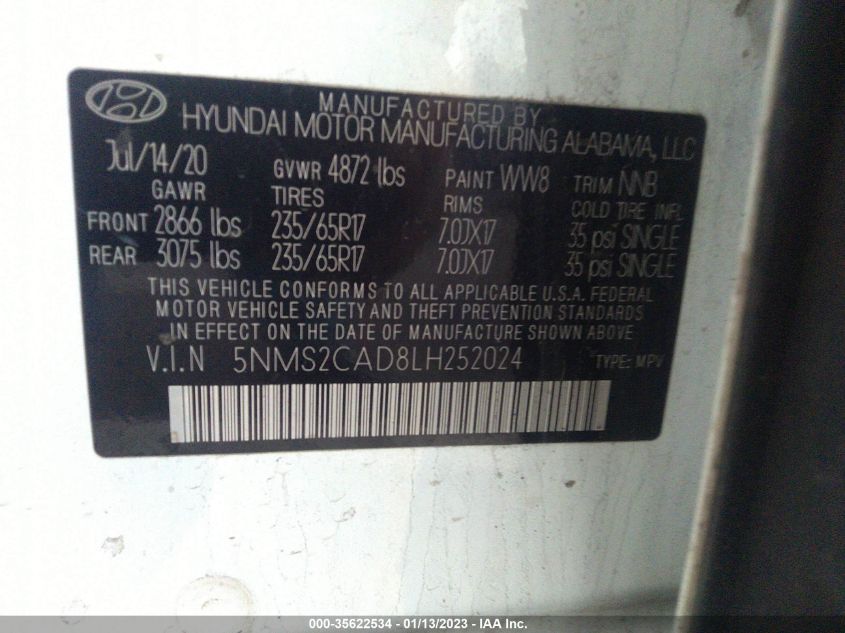 MANUFACTURED BY
HYUNDAI MOTOR MANUFACTURING ALABAMA, LLC
Jul/14/20 GVWR 4872 lbs PAINT WW8 TRIM NNB
GAWR TIRES RIMS COLD TIRE INFL
FRONT 2866 lbs 235/65R17 7.0JX17 35 psi SINGLE
REAR 3075 lbs 235/65R17 7.0JX17 35 psi SINGLE
THIS VEHICLE CONFORMS TO ALL APPLICABLE U.S.A. FEDERAL
MOTOR VEHICLE SAFETY AND THEFT PREVENTION STANDARDS
IN EFFECT ON THE DATE OF MANUFACTURE SHOWN ABOVE.
V.I.N 5NMS2CAD8LH252024 TYPE: MPV
000-35622534 - 01/13/2023 - IAA Inc.